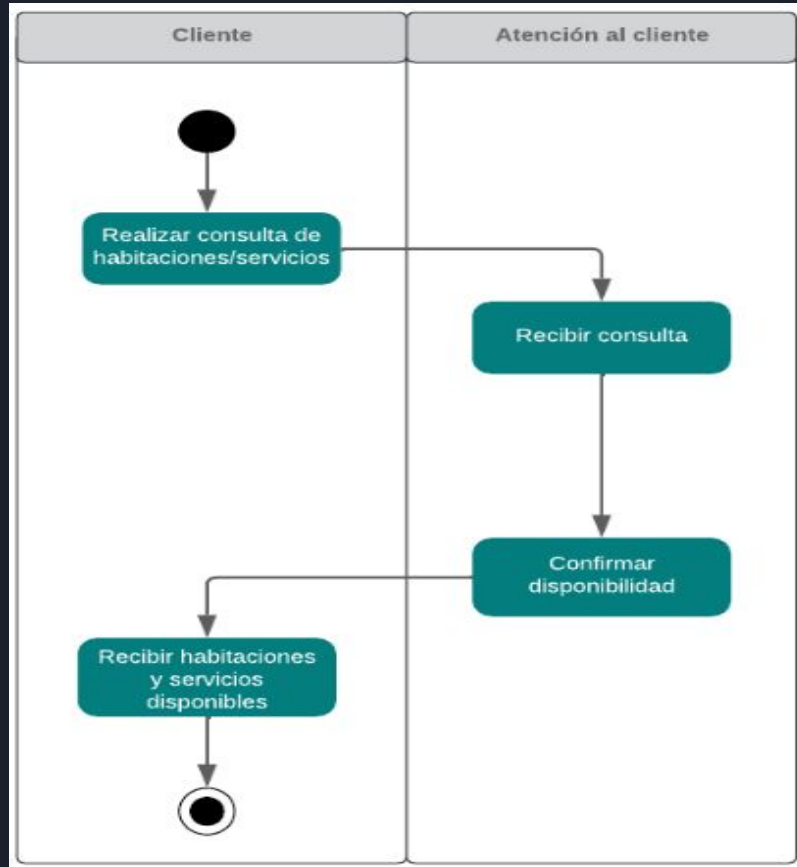 Cliente
Atención al cliente
Realizar consulta de
habitaciones/servicios
Recibir consulta
Confirmar
disponibilidad
Recibir habitaciones
y servicios
disponibles